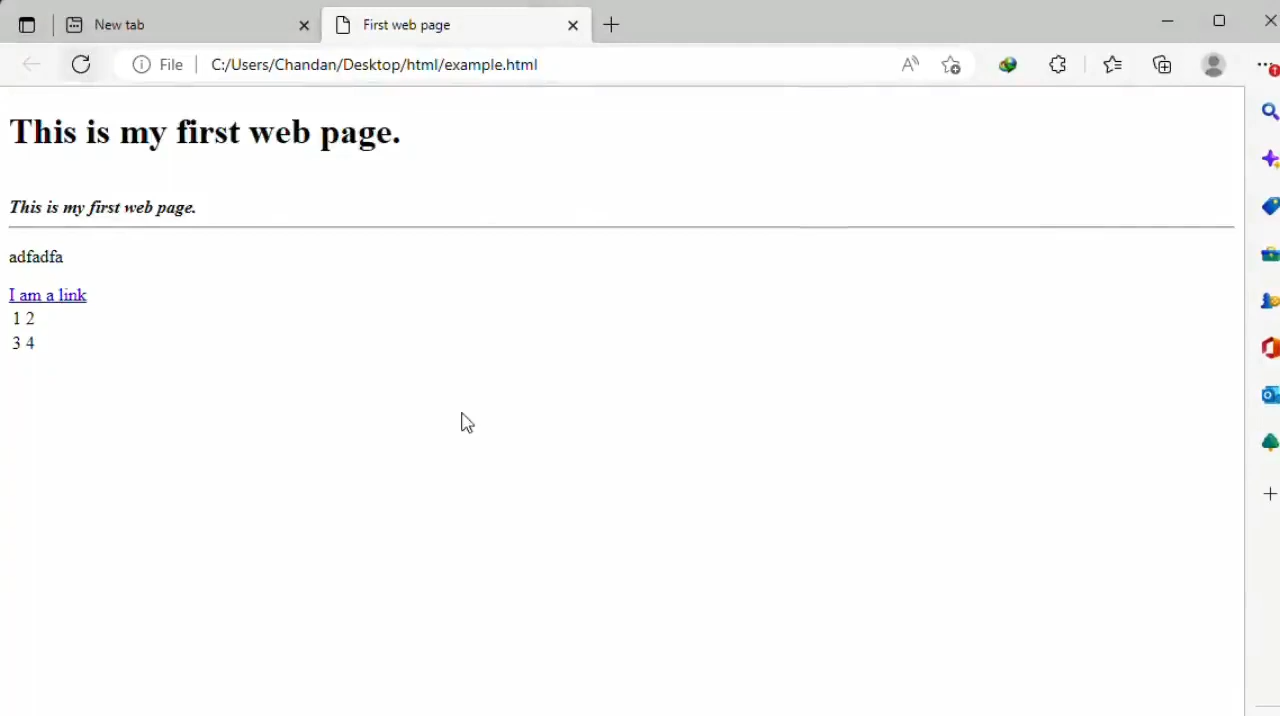 New tab
First web page
File
C:/Users/Chandan/Desktop/html/example.html
This is my first web page.
This is my first web page.
adfadfa
I am a link
1 2
3 4